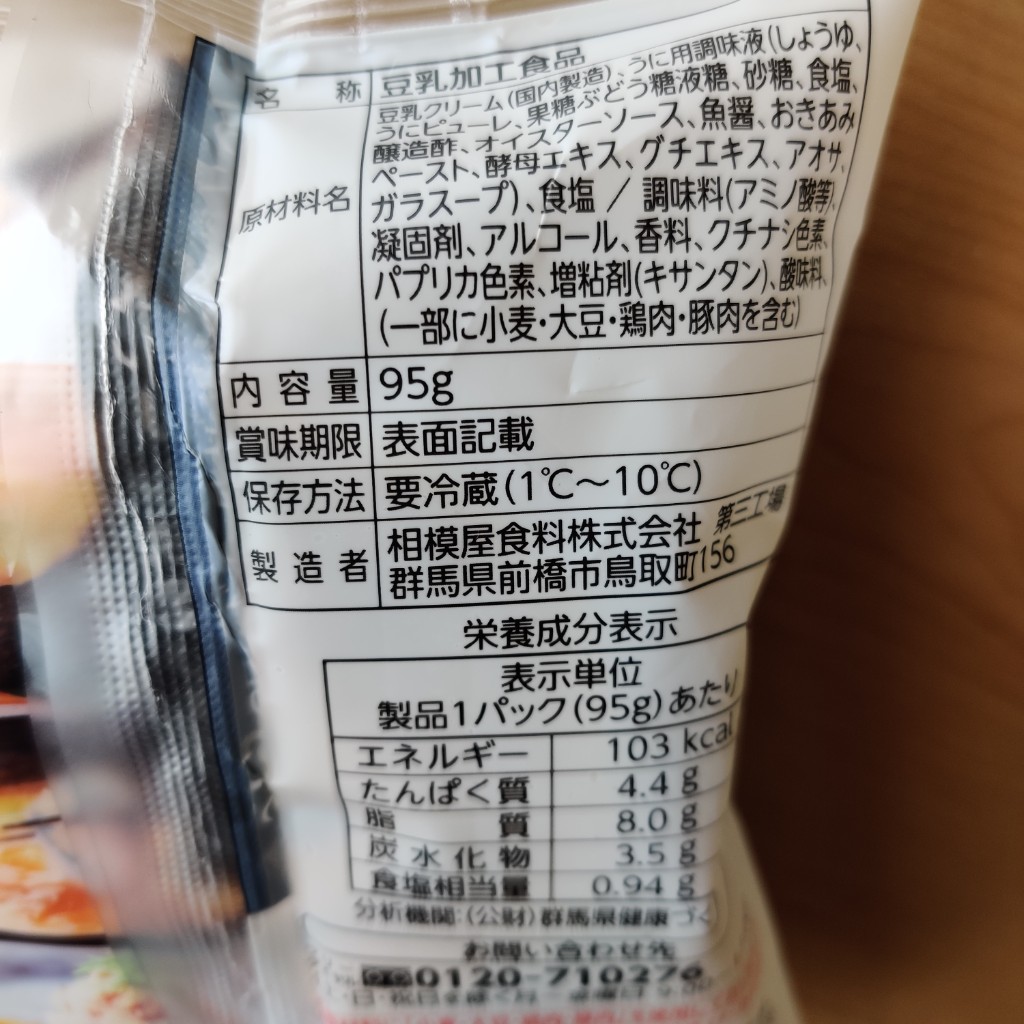 名称 豆乳加工食品
原材料名 豆乳クリーム(国内製造)、うに用調味液(しょうゆ、
うにピューレ、果糖ぶどう糖液糖、砂糖、食塩、
醸造酢、オイスターソース、魚醤、おきあみ
ペースト、酵母エキス、グチエキス、アオサ、
ガラスープ)、食塩/調味料(アミノ酸等)、
凝固剤、アルコール、香料、クチナシ色素、
パプリカ色素、増粘剤(キサンタン)、酸味料、
(一部に小麦・大豆・鶏肉・豚肉を含む)
内容量 95g
賞味期限 表面記載
保存方法 要冷蔵(1℃~10℃)
製造者 相模屋食料株式会社 第三工場
群馬県前橋市鳥取町156
栄養成分表示
表示単位
製品1パック(95g)あたり
エネルギー 103 kcal
たんぱく質 4.4 g
脂質 8.0 g
炭水化物 3.5 g
食塩相当量 0.94 g
分析機関:(公財)群馬県健康づく
お問い合わせ先
0120-710276